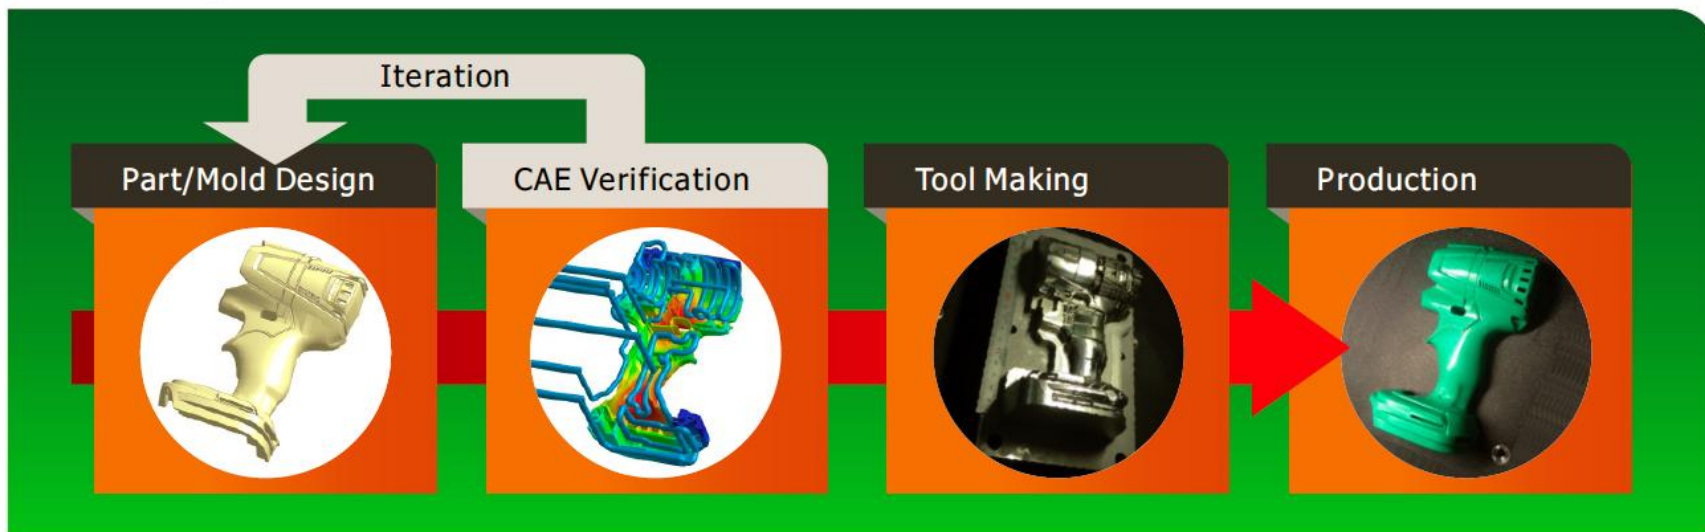 Iteration
Part/Mold Design
CAE Verification
Tool Making
Production